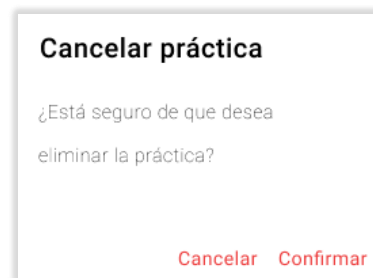 Cancelar práctica
¿Está seguro de que desea
eliminar la práctica?
Cancelar Confirmar